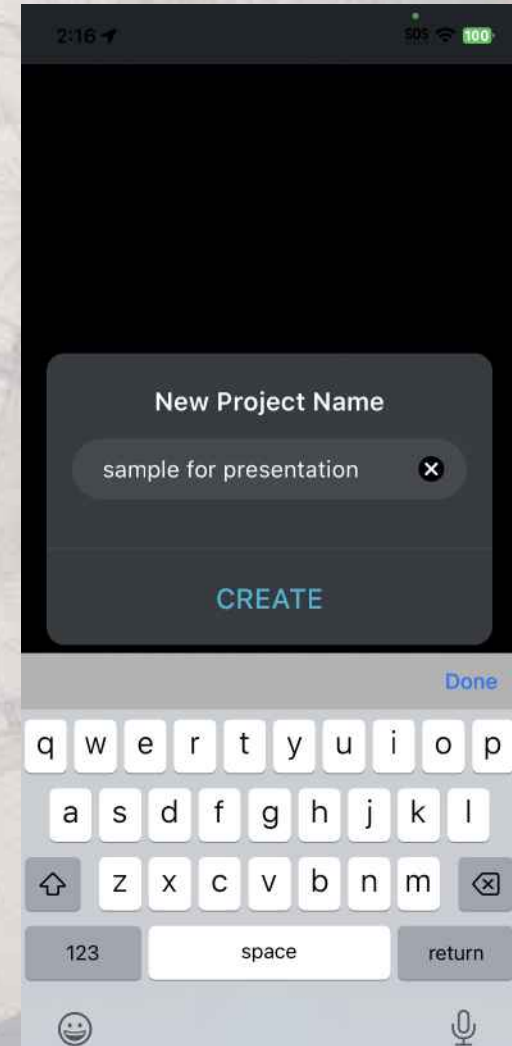 2:16
SOS 100
New Project Name
sample for presentation
CREATE
Done
q w e r t y u i o p
a s d f g h j k l
z x c v b n m
123 space return